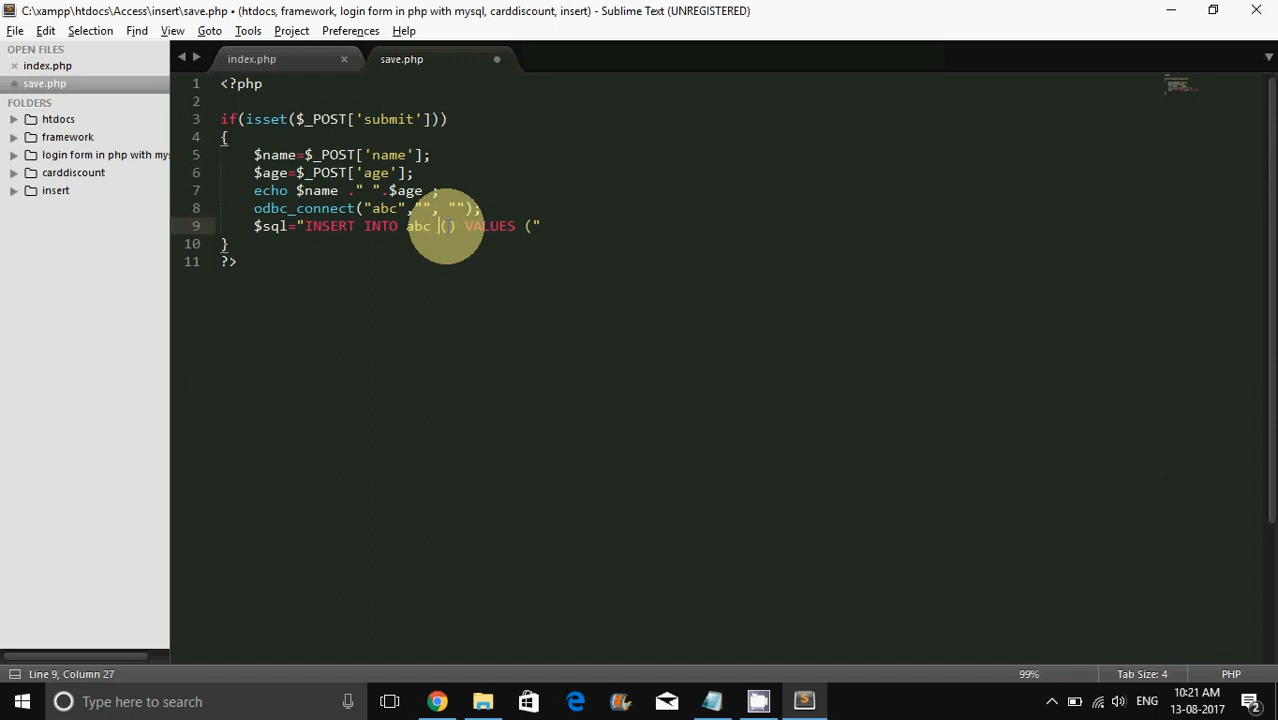 C:\xampp\htdocs\Access\insert\save.php • (htdocs, framework, login form in php with mysql, carddiscount, insert) - Sublime Text (UNREGISTERED)
File Edit Selection Find View Goto Tools Project Preferences Help
OPEN FILES
index.php
save.php
FOLDERS
htdocs
framework
login form in php with mys
carddiscount
insert
index.php save.php
1 <?php
2
3 if(isset($_POST['submit']))
4 {
5 $name=$_POST['name'];
6 $age=$_POST['age'];
7 echo $name ." ".$age ;
8 odbc_connect("abc","", "");
9 $sql="INSERT INTO abc () VALUES ("
10 }
11 ?>
Line 9, Column 27 99% Tab Size: 4 PHP
Type here to search
ENG
10:21 AM
13-08-2017
2